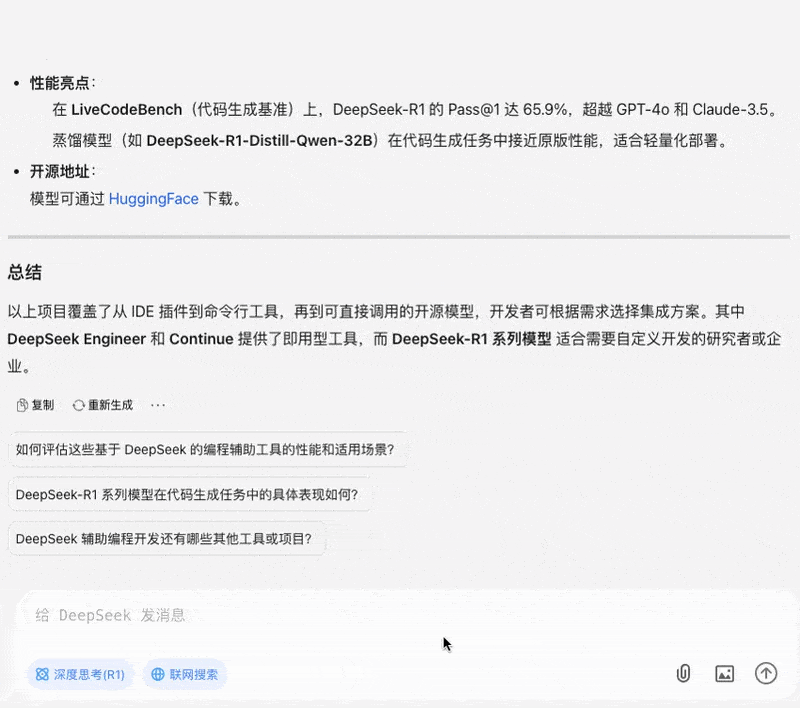 • 性能亮点：
在 LiveCodeBench（代码生成基准）上，DeepSeek-R1 的 Pass@1 达 65.9%，超越 GPT-4o 和 Claude-3.5。
蒸馏模型（如 DeepSeek-R1-Distill-Qwen-32B）在代码生成任务中接近原版性能，适合轻量化部署。
• 开源地址：
模型可通过 HuggingFace 下载。
总结
以上项目覆盖了从 IDE 插件到命令行工具，再到可直接调用的开源模型，开发者可根据需求选择集成方案。其中
DeepSeek Engineer 和 Continue 提供了即用型工具，而 DeepSeek-R1 系列模型 适合需要自定义开发的研究者或企
业。
复制 重新生成 ···
如何评估这些基于 DeepSeek 的编程辅助工具的性能和适用场景？
DeepSeek-R1 系列模型在代码生成任务中的具体表现如何？
DeepSeek 辅助编程开发还有哪些其他工具或项目？
给 DeepSeek 发消息
深度思考(R1) 联网搜索